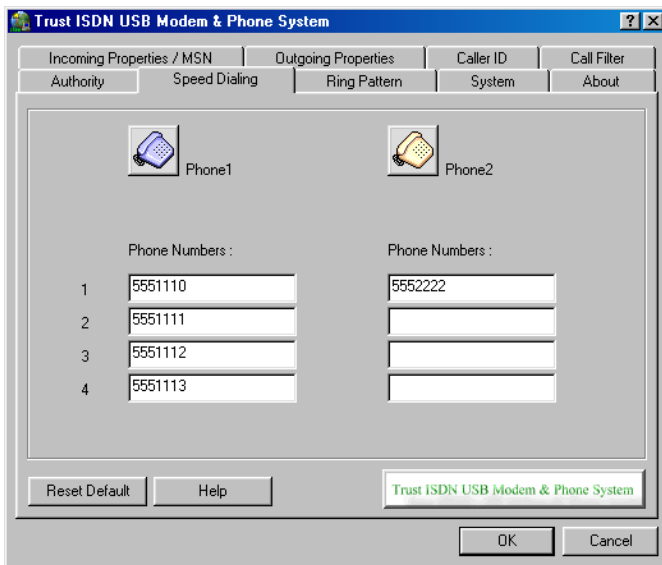 Trust ISDN USB Modem & Phone System
Incoming Properties / MSN Outgoing Properties Caller ID Call Filter
Authority Speed Dialing Ring Pattern System About
Phone1 Phone2
Phone Numbers : Phone Numbers :
1 5551110 5552222
2 5551111
3 5551112
4 5551113
Reset Default Help Trust ISDN USB Modem & Phone System
OK Cancel